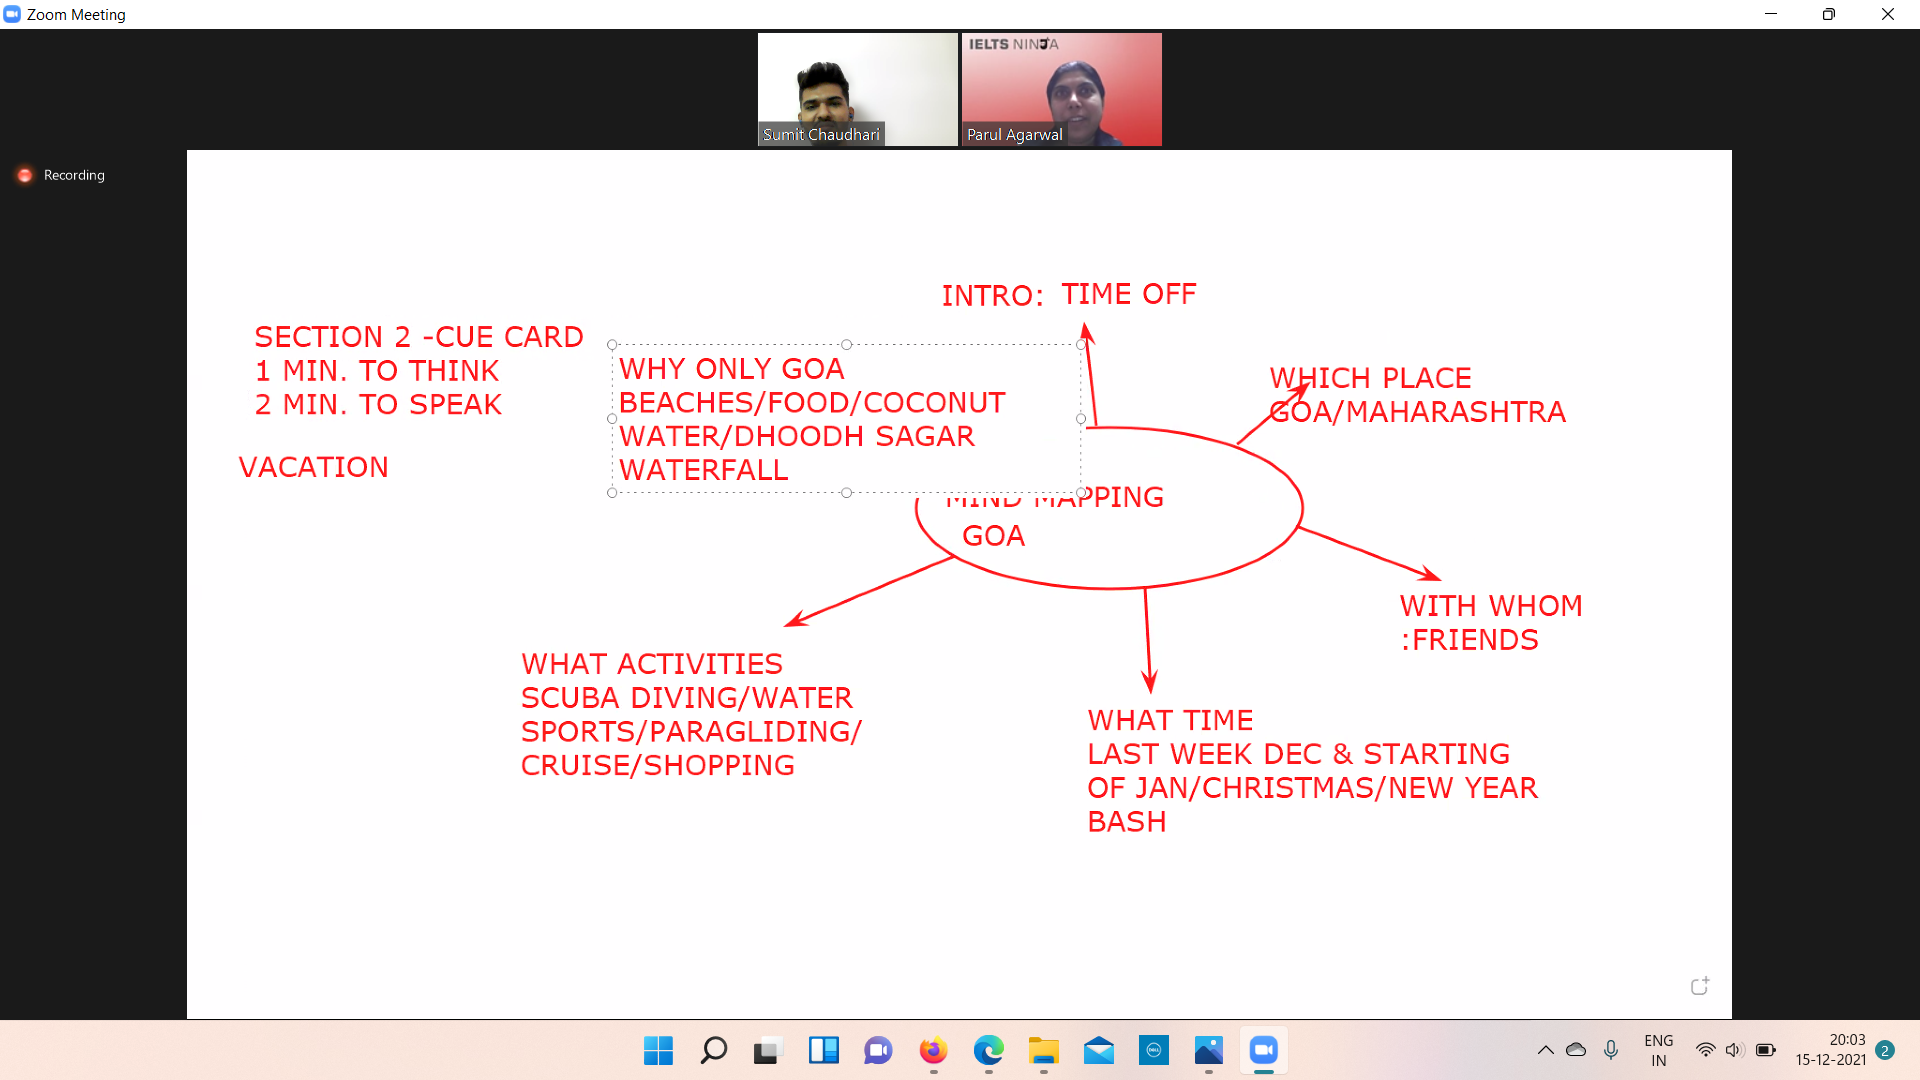 Zoom Meeting
IELTS NINJA
Sumit Chaudhari
Parul Agarwal
Recording
INTRO: TIME OFF
SECTION 2 -CUE CARD
1 MIN. TO THINK
2 MIN. TO SPEAK
VACATION
WHY ONLY GOA
BEACHES/FOOD/COCONUT
WATER/DHOODH SAGAR
WATERFALL
WHICH PLACE
GOA/MAHARASHTRA
MIND MAPPING
GOA
WITH WHOM
:FRIENDS
WHAT ACTIVITIES
SCUBA DIVING/WATER
SPORTS/PARAGLIDING/
CRUISE/SHOPPING
WHAT TIME
LAST WEEK DEC & STARTING
OF JAN/CHRISTMAS/NEW YEAR
BASH
DELL
ENG
IN
20:03
15-12-2021
2